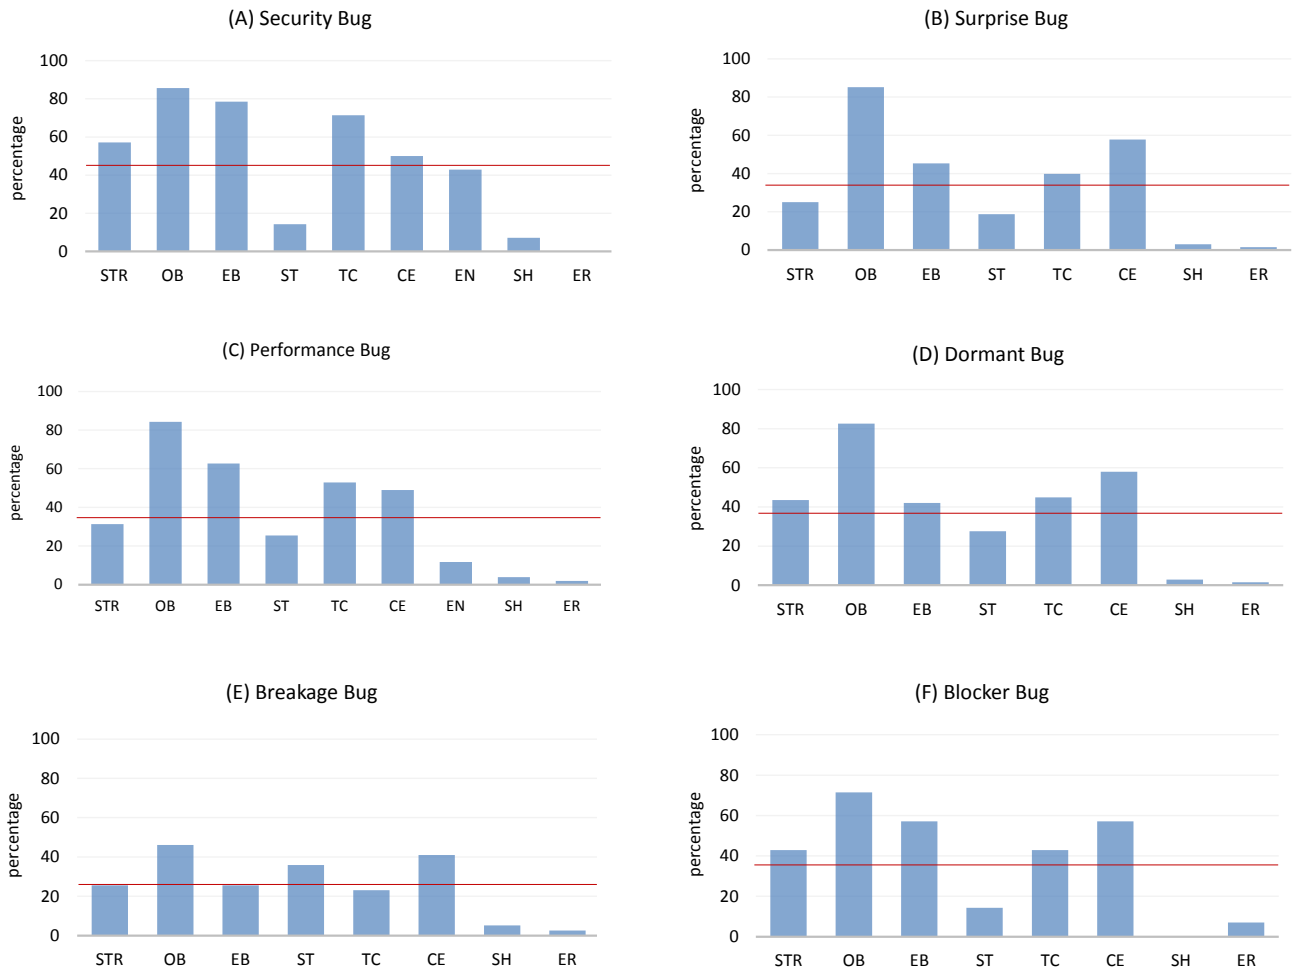 (A) Security Bug
percentage
100
80
60
40
20
0
STR OB EB ST TC CE EN SH ER
(B) Surprise Bug
percentage
100
80
60
40
20
0
STR OB EB ST TC CE SH ER
(C) Performance Bug
percentage
100
80
60
40
20
0
STR OB EB ST TC CE EN SH ER
(D) Dormant Bug
percentage
100
80
60
40
20
0
STR OB EB ST TC CE SH ER
(E) Breakage Bug
percentage
100
80
60
40
20
0
STR OB EB ST TC CE SH ER
(F) Blocker Bug
percentage
100
80
60
40
20
0
STR OB EB ST TC CE SH ER